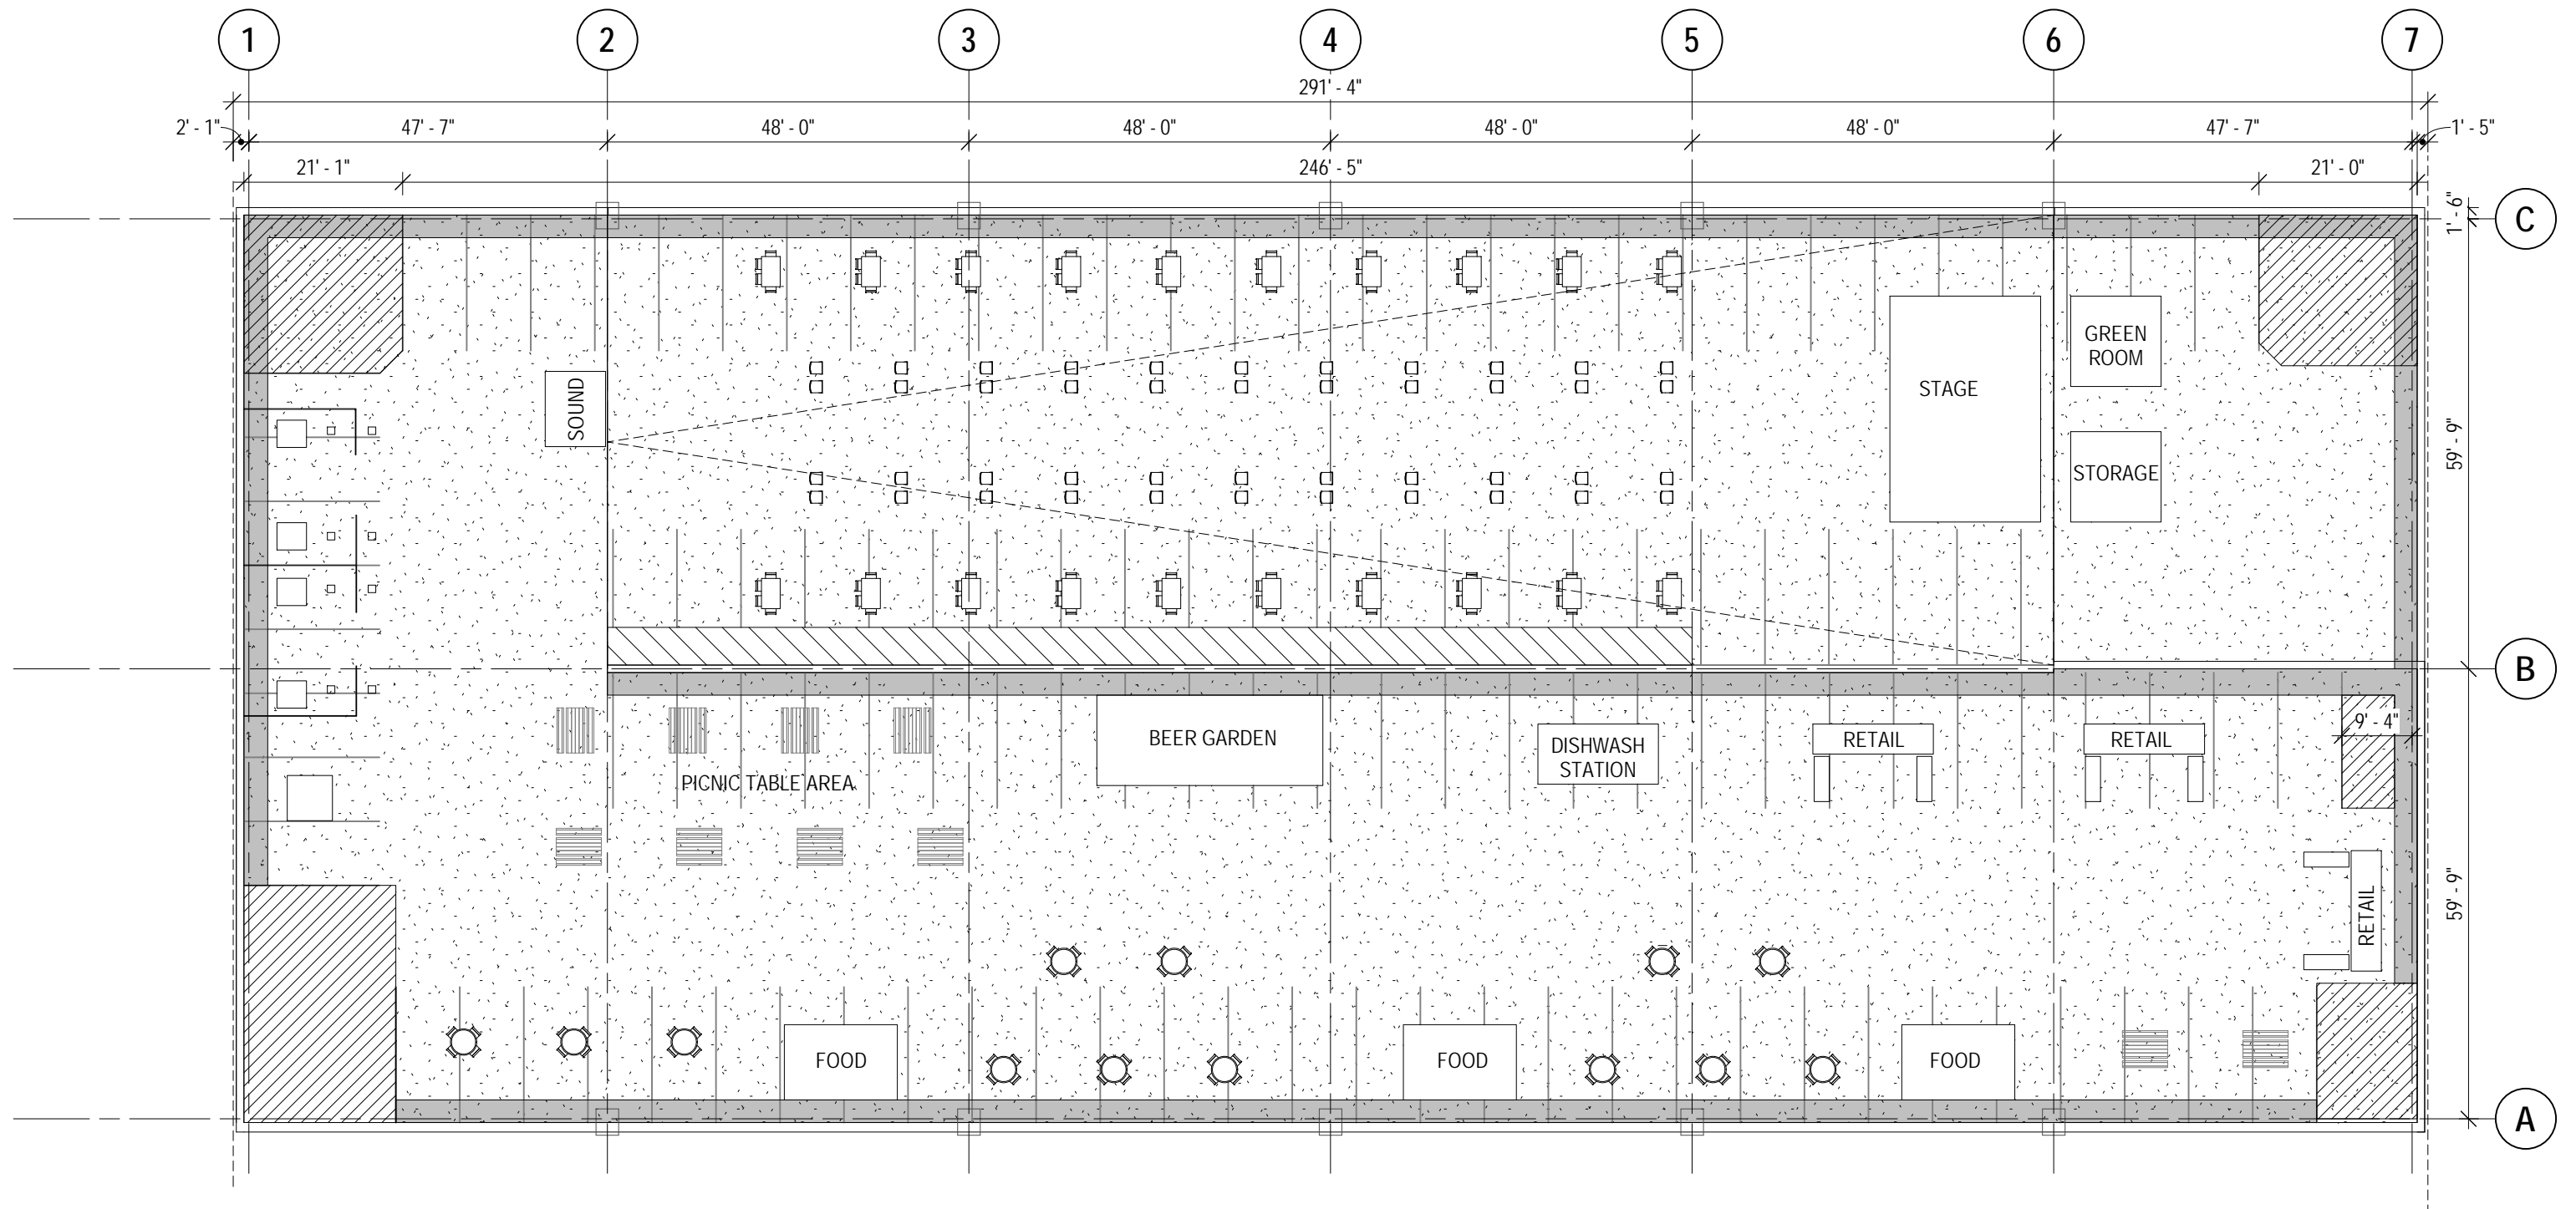 1 2 3 4 5 6 7
291' - 4"
2' - 1" 47' - 7" 48' - 0" 48' - 0" 48' - 0" 48' - 0" 47' - 7" 1' - 5"
21' - 1" 246' - 5" 21' - 0"
1' - 6"
C
GREEN
ROOM
STAGE
SOUND
59' - 9"
STORAGE
B
9' - 4"
BEER GARDEN
DISHWASH
STATION
RETAIL
RETAIL
PICNIC TABLE AREA
59' - 9"
RETAIL
FOOD
FOOD
FOOD
A